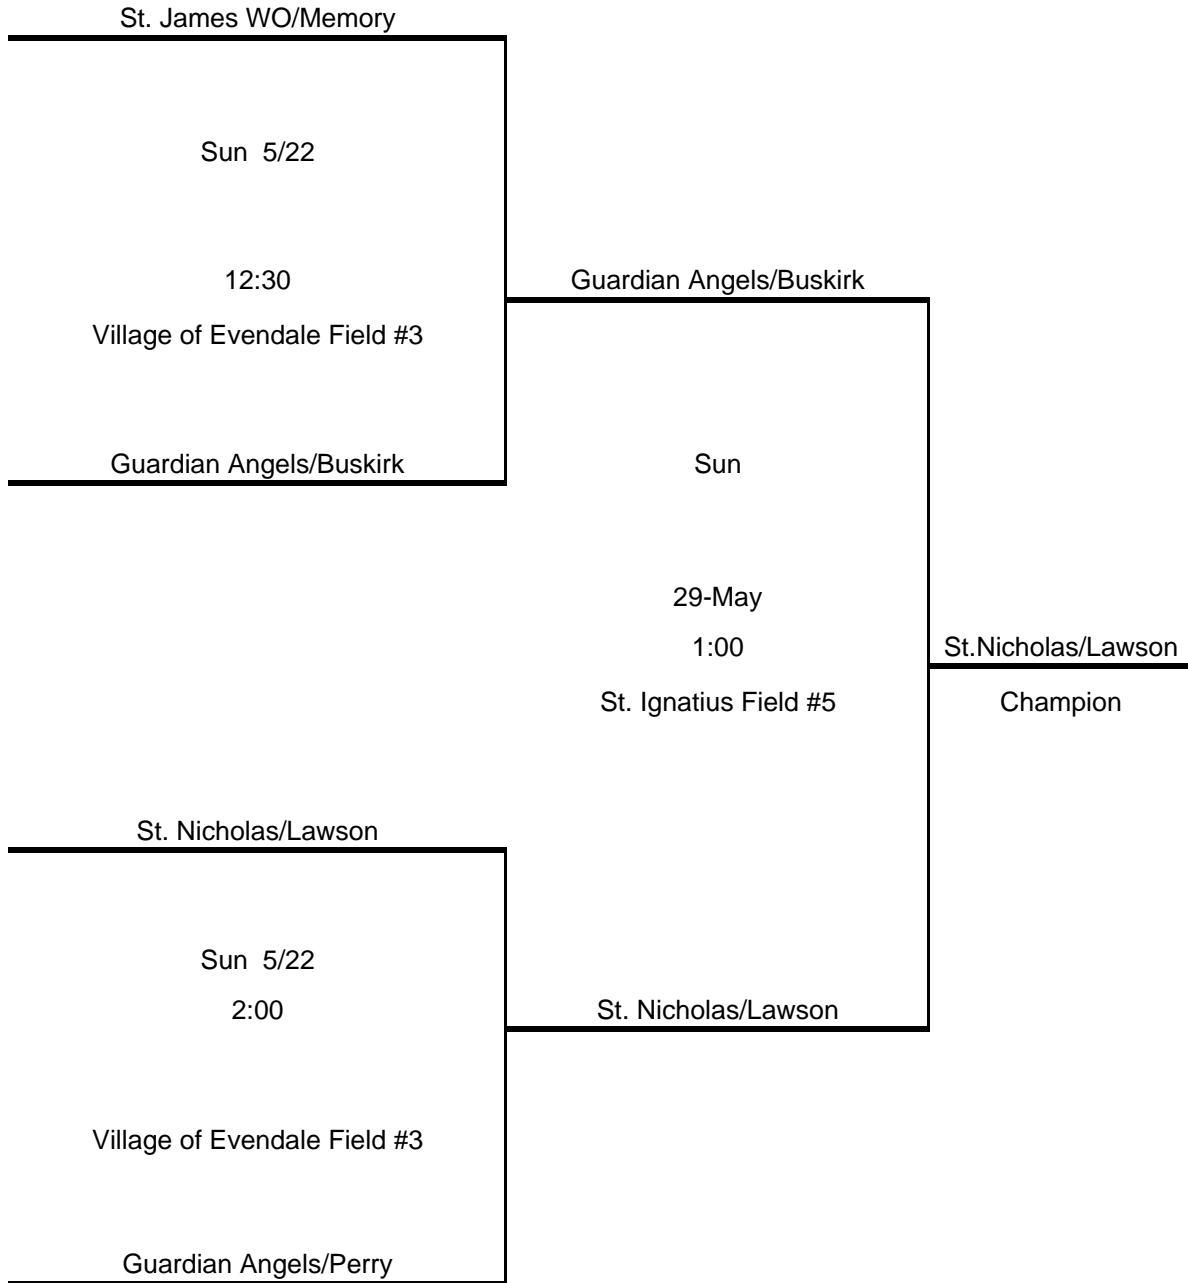 St. James WO/Memory
Sun  5/22
12:30
Guardian Angels/Buskirk
Village of Evendale Field #3
Guardian Angels/Buskirk
Sun
29-May
1:00
St.Nicholas/Lawson
St. Ignatius Field #5
Champion
St. Nicholas/Lawson
Sun  5/22
2:00
St. Nicholas/Lawson
Village of Evendale Field #3
Guardian Angels/Perry